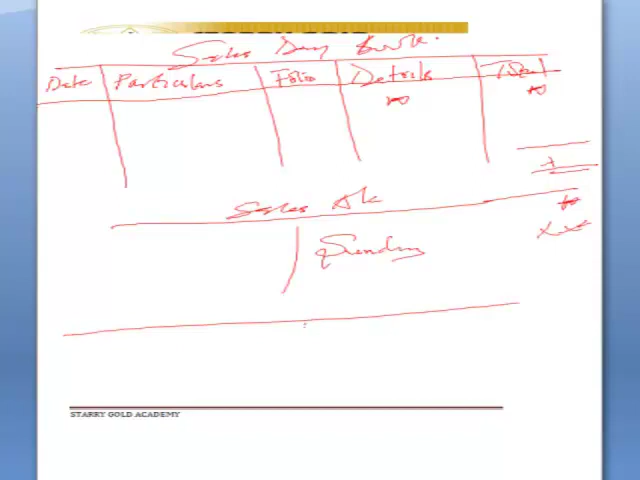 Sales Day Book.
Date Particulars Folio Details Total
Sales A/c
Sundry
STARRY GOLD ACADEMY